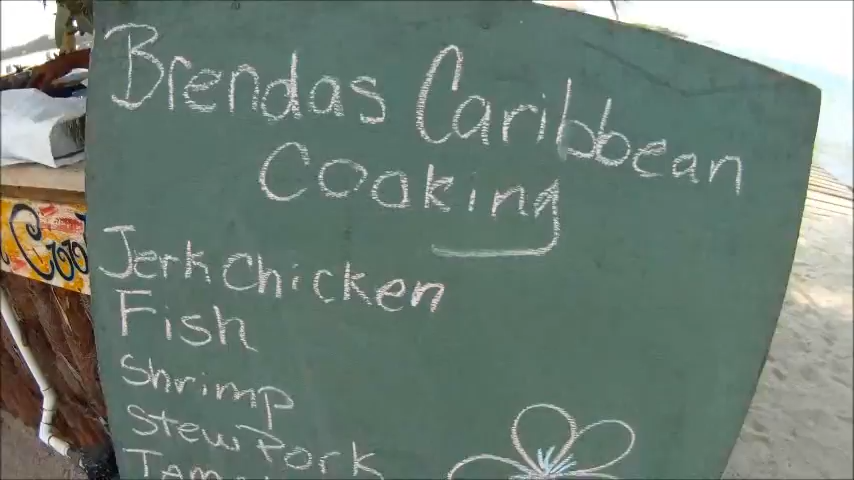 Brendas Caribbean
Cooking
Jerk Chicken
Fish
Shrimp
Stew Pork